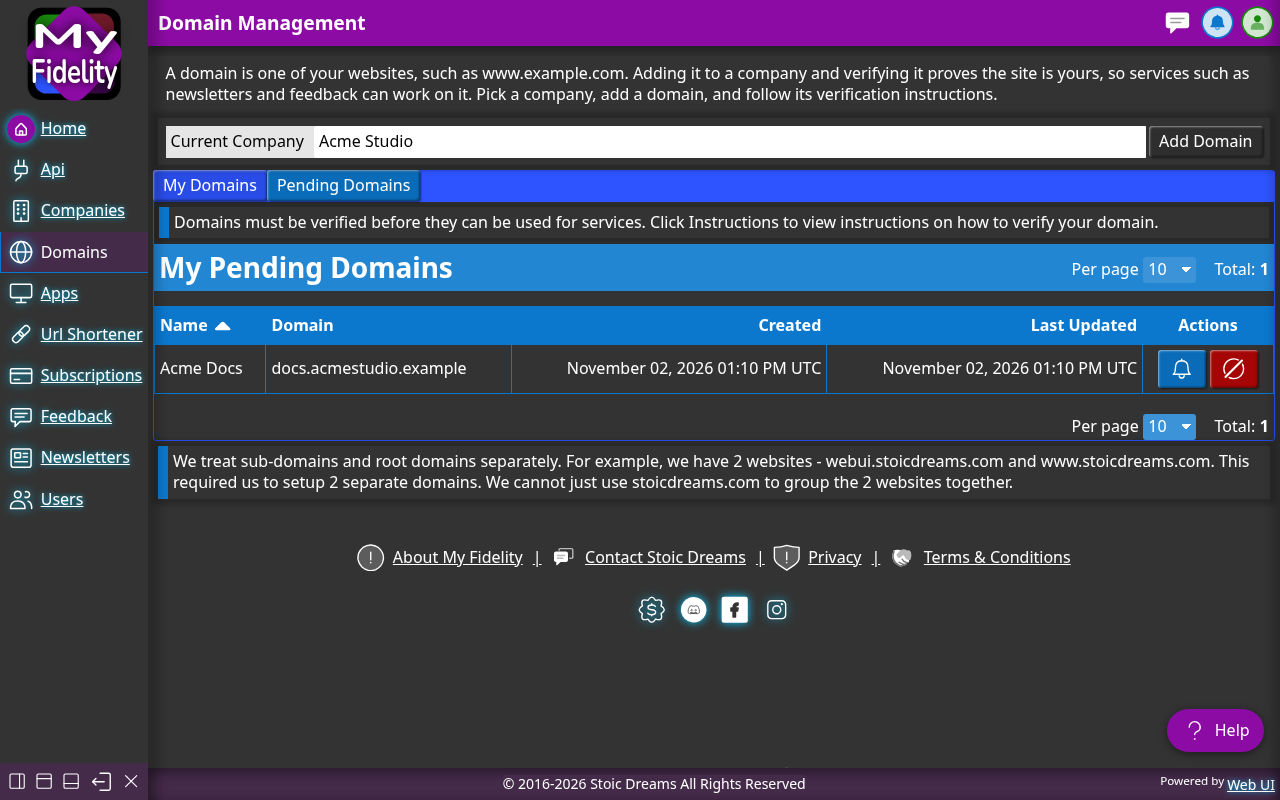 My
Fidelity
Domain Management
Home
Api
Companies
Domains
Apps
Url Shortener
Subscriptions
Feedback
Newsletters
Users
A domain is one of your websites, such as www.example.com. Adding it to a company and verifying it proves the site is yours, so services such as
newsletters and feedback can work on it. Pick a company, add a domain, and follow its verification instructions.
Current Company Acme Studio Add Domain
My Domains Pending Domains
Domains must be verified before they can be used for services. Click Instructions to view instructions on how to verify your domain.
My Pending Domains Per page 10 Total: 1
Name Domain Created Last Updated Actions
Acme Docs docs.acmestudio.example November 02, 2026 01:10 PM UTC November 02, 2026 01:10 PM UTC
Per page 10 Total: 1
We treat sub-domains and root domains separately. For example, we have 2 websites - webui.stoicdreams.com and www.stoicdreams.com. This
required us to setup 2 separate domains. We cannot just use stoicdreams.com to group the 2 websites together.
About My Fidelity | Contact Stoic Dreams | Privacy | Terms & Conditions
Help
© 2016-2026 Stoic Dreams All Rights Reserved
Powered by Web UI